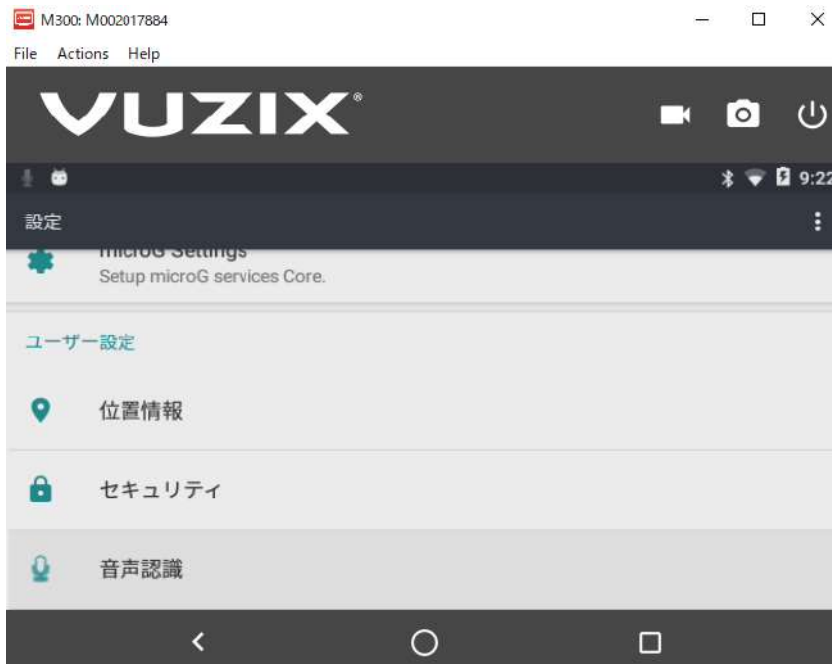 M300: M002017884
File Actions Help
VUZIX®
9:22
設定
microG Settings
Setup microG services Core.
ユーザー設定
位置情報
セキュリティ
音声認識